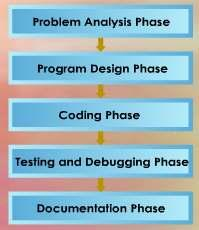 Problem Analysis Phase
Program Design Phase
Coding Phase
Testing and Debugging Phase
Documentation Phase